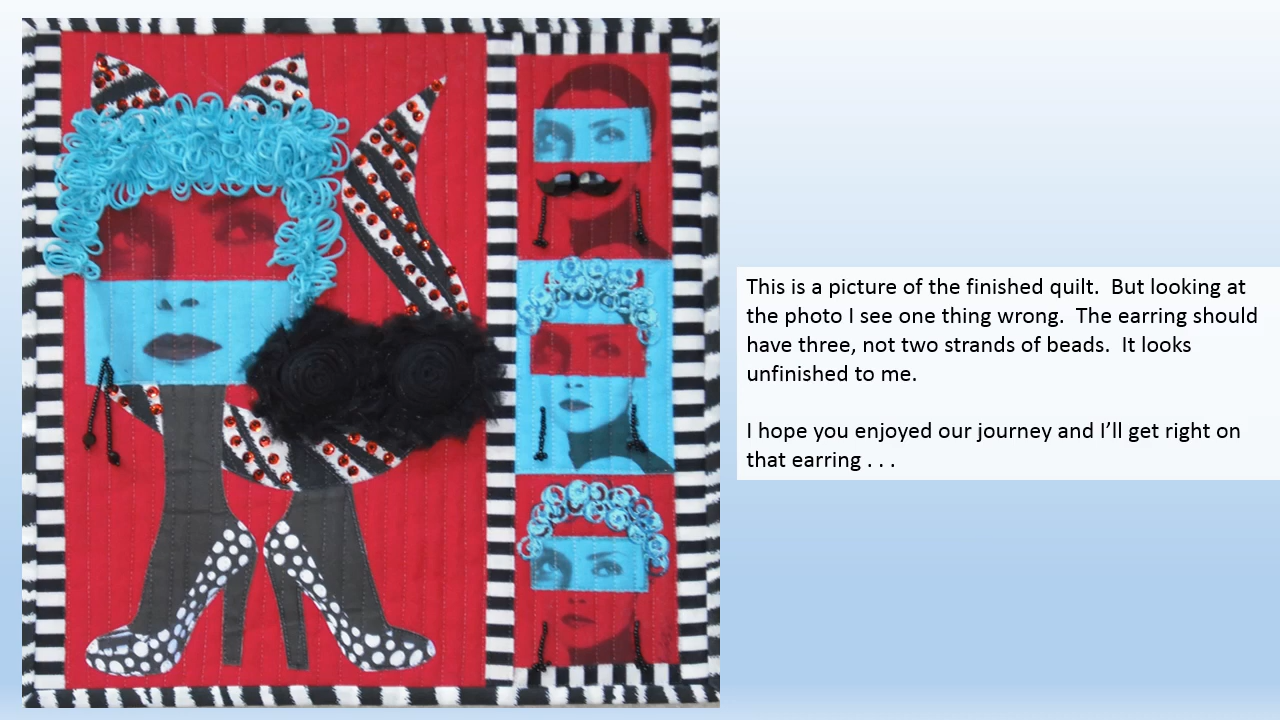 This is a picture of the finished quilt.  But looking at
the photo I see one thing wrong.  The earring should
have three, not two strands of beads.  It looks
unfinished to me.
I hope you enjoyed our journey and I’ll get right on
that earring . . .